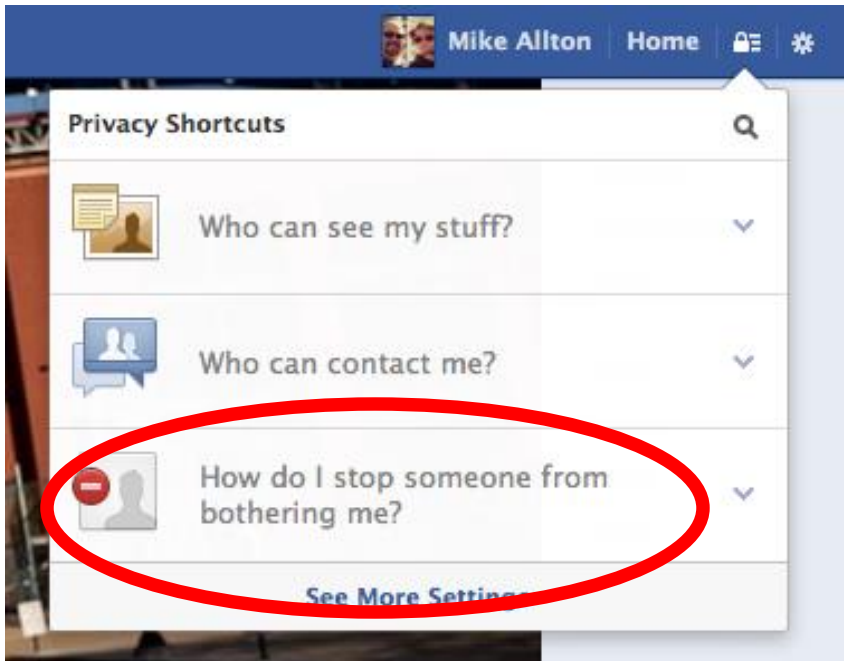 Mike Allton Home
Privacy Shortcuts
Who can see my stuff?
Who can contact me?
How do I stop someone from
bothering me?
See More Settings